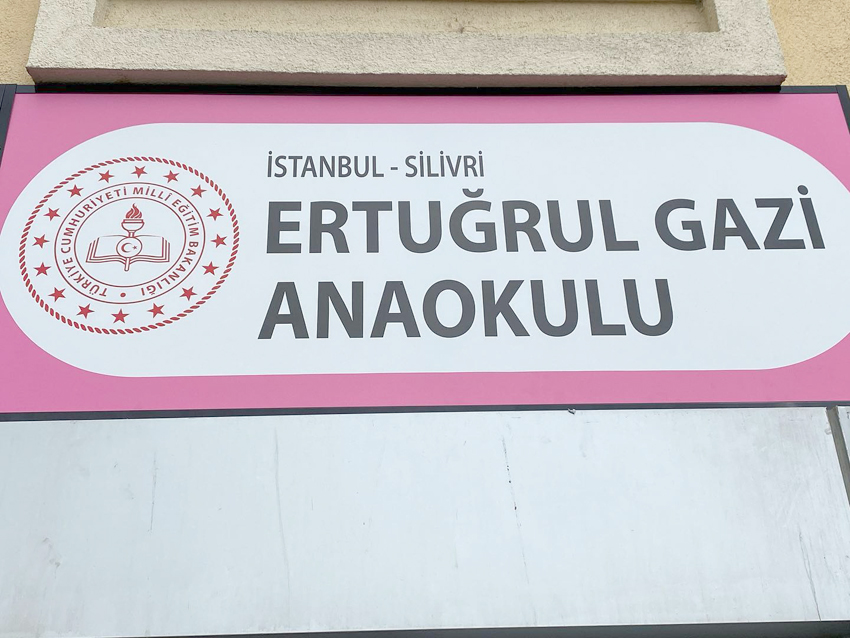 TÜRKİYE CUMHURİYETİ MİLLÎ EĞİTİM BAKANLIĞI
İSTANBUL - SİLİVRİ
ERTUĞRUL GAZİ
ANAOKULU